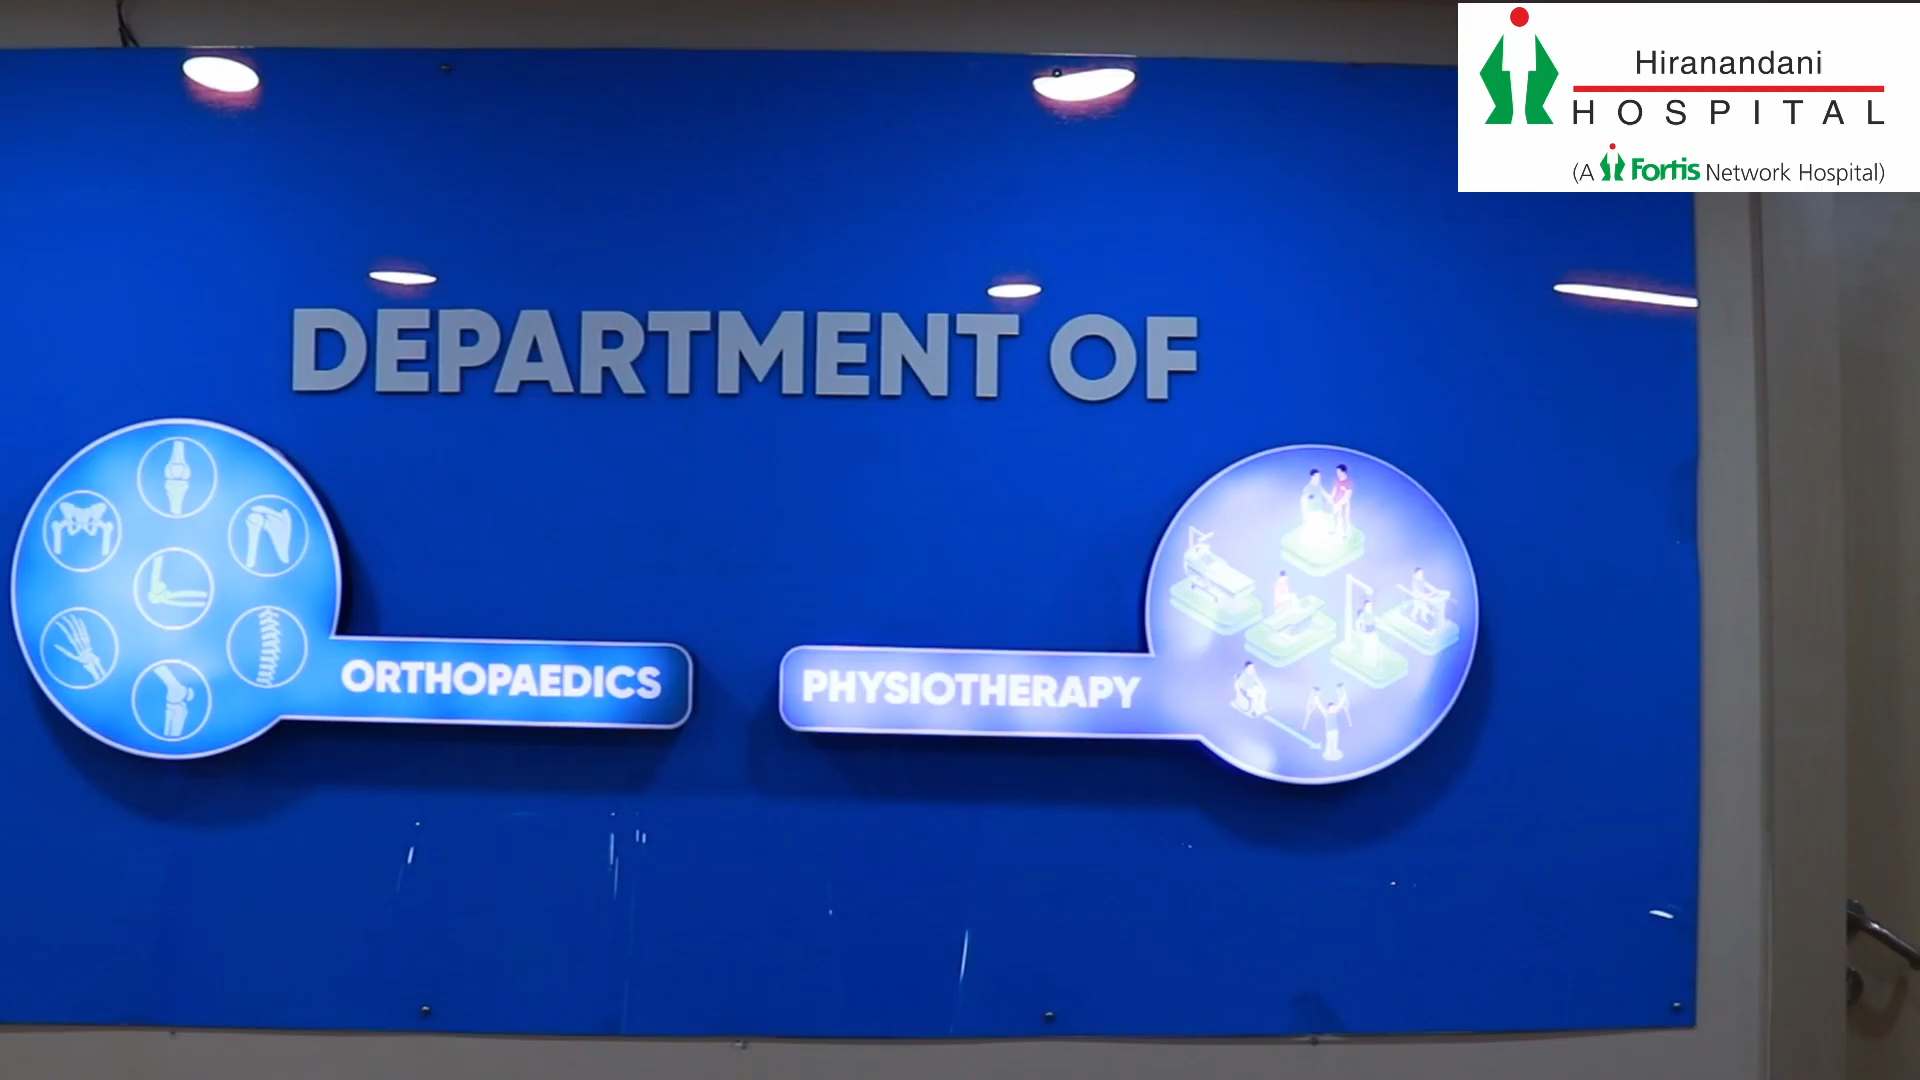 Hiranandani
HOSPITAL
(A Fortis Network Hospital)
DEPARTMENT OF
ORTHOPAEDICS
PHYSIOTHERAPY